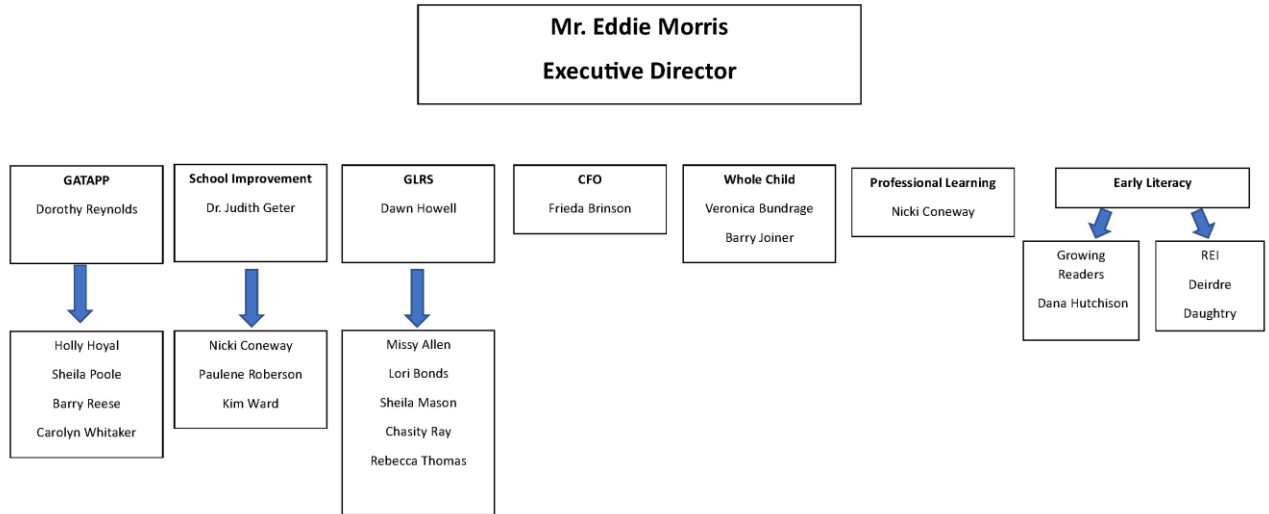 Mr. Eddie Morris
Executive Director
GATAPP
Dorothy Reynolds
School Improvement
Dr. Judith Geter
GLRS
Dawn Howell
CFO
Frieda Brinson
Whole Child
Veronica Bundrage
Barry Joiner
Professional Learning
Nicki Coneway
Early Literacy
Growing
Readers
Dana Hutchison
REI
Deirdre
Daughtry
Holly Hoyal
Sheila Poole
Barry Reese
Carolyn Whitaker
Nicki Coneway
Paulene Roberson
Kim Ward
Missy Allen
Lori Bonds
Sheila Mason
Chasity Ray
Rebecca Thomas